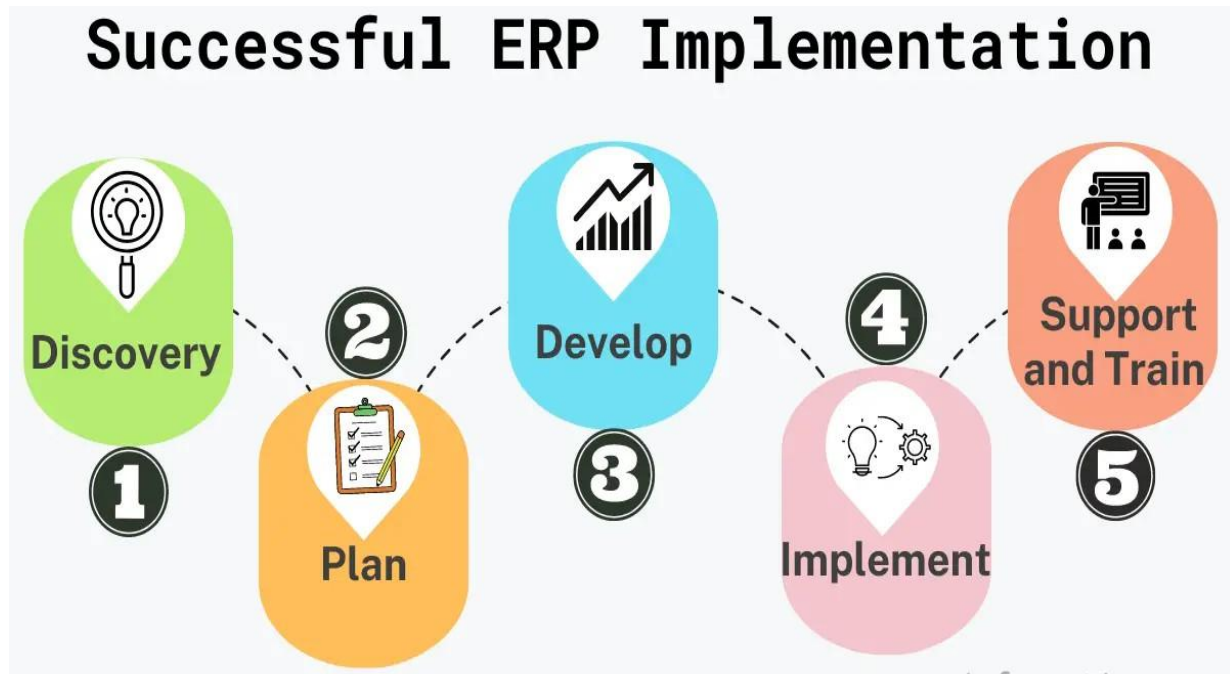 Successful ERP Implementation
Discovery
1
2
Plan
Develop
3
4
Implement
Support
and Train
5